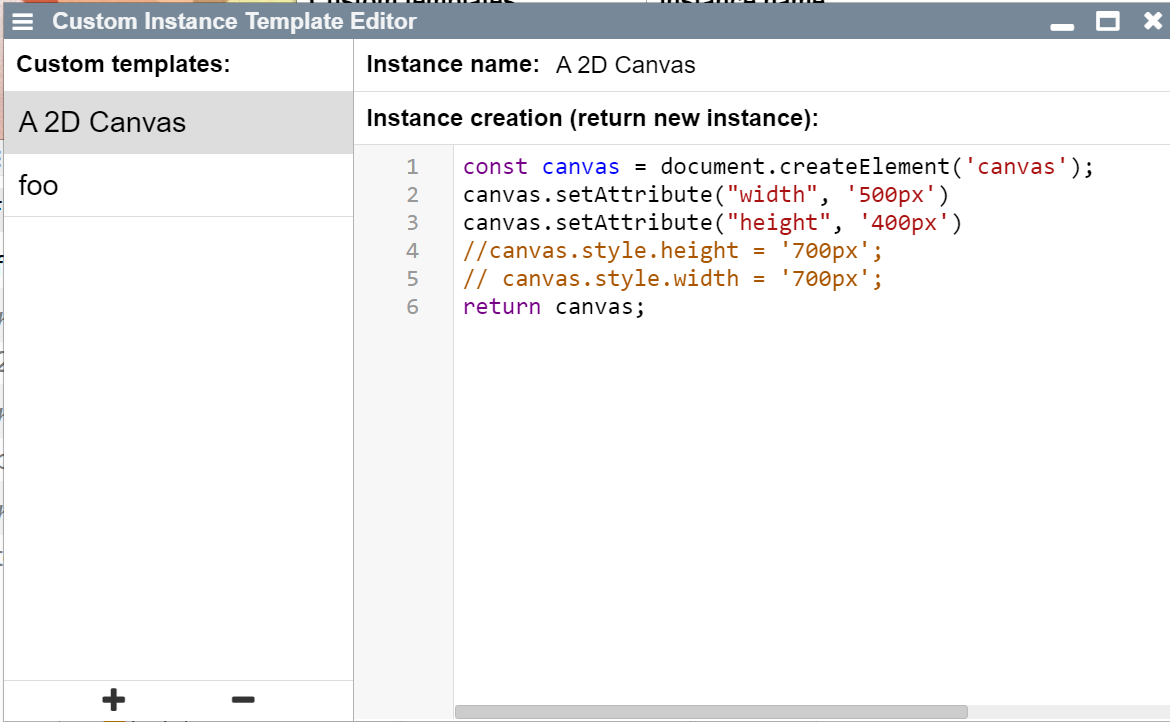 Custom Instance Template Editor
Custom templates:
A 2D Canvas
foo
Instance name: A 2D Canvas
Instance creation (return new instance):
1 const canvas = document.createElement('canvas');
2 canvas.setAttribute("width", '500px')
3 canvas.setAttribute("height", '400px')
4 //canvas.style.height = '700px';
5 // canvas.style.width = '700px';
6 return canvas;